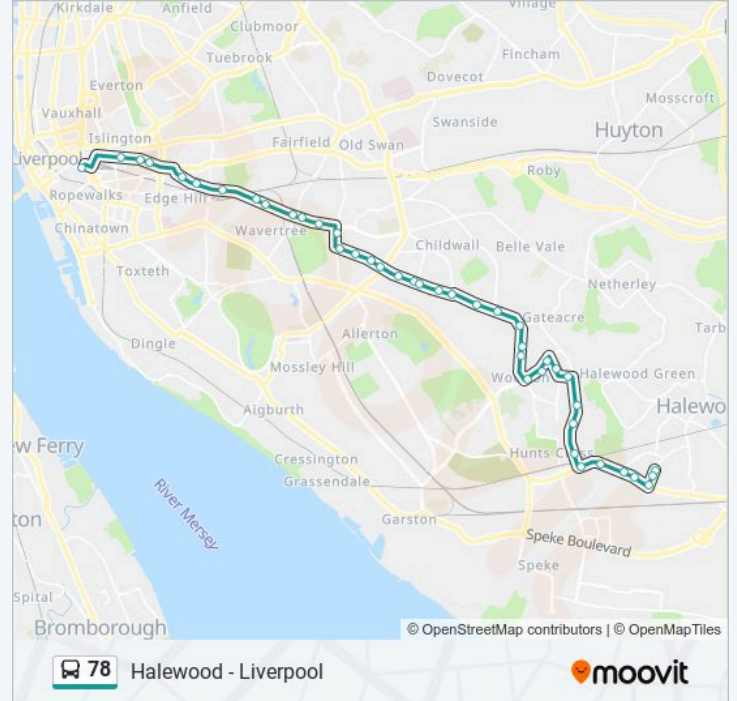 Kirkdale
Anfield
Village
Clubmoor
Tuebrook
Fincham
Dovecot
Everton
Mosscroft
Vauxhall
Swanside
Islington
Fairfield
Old Swan
Huyton
Liverpool
Roby
Ropewalks
Edge Hill
Wavertree
Chinatown
Childwall
Belle Vale
Toxteth
Netherley
Gateacre
Tarb
Dingle
Allerton
Mossley Hill
Wo
n
Halewood Green
Aigburth
Halewo
ew Ferry
Hunts C
ss
Cressington
Grassendale
River Mersey
ton
Garston
Speke Boulevard
Speke
Spital
Bromborough
© OpenStreetMap contributors | © OpenMapTiles
78
Halewood - Liverpool
moovit